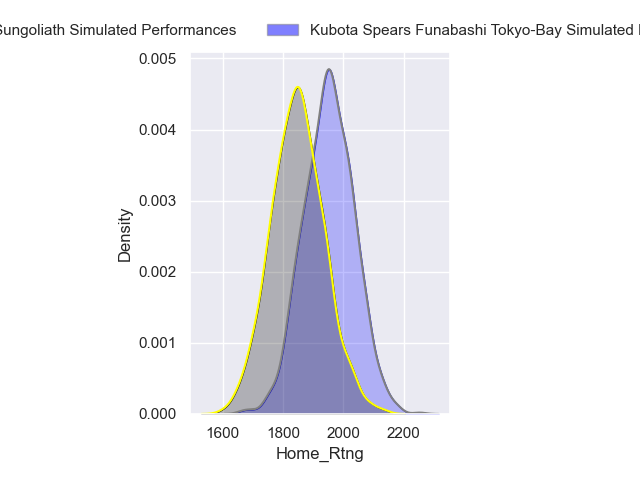 Sungoliath Simulated Performances Kubota Spears Funabashi Tokyo-Bay Simulated
0.005
0.004
0.003
0.002
0.001
0.000
Density
1600 1800 2000 2200
Home_Rtng